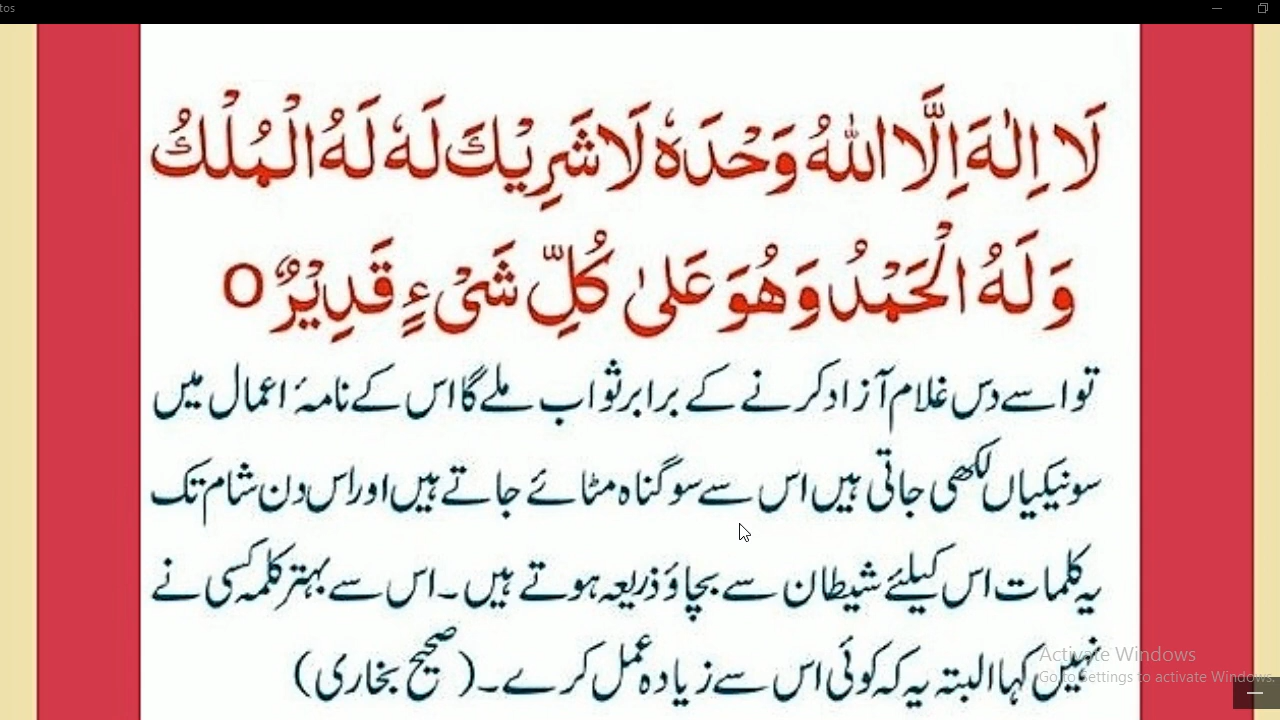 tos
لَا اِلٰهَ اِلَّا اللّٰهُ وَحْدَهٗ لَا شَرِيْكَ لَهٗ لَهُ الْمُلْكُ
وَ لَهُ الْحَمْدُ وَهُوَ عَلىٰ كُلِّ شَىْءٍ قَدِيْرٌ O
تو اسے دس غلام آزاد کرنے کے برابر ثواب ملے گا اس کے نامۂ اعمال میں
سو نیکیاں لکھی جاتی ہیں اس سے سو گناہ مٹائے جاتے ہیں اور اس دن شام تک
یہ کلمات اس کیلئے شیطان سے بچاؤ ذریعہ ہوتے ہیں۔ اس سے بہتر کلمہ کسی نے
نہیں کہا البتہ یہ کہ کوئی اس سے زیادہ عمل کرے۔ (صحیح بخاری)
Activate Windows
Go to Settings to activate Windows.